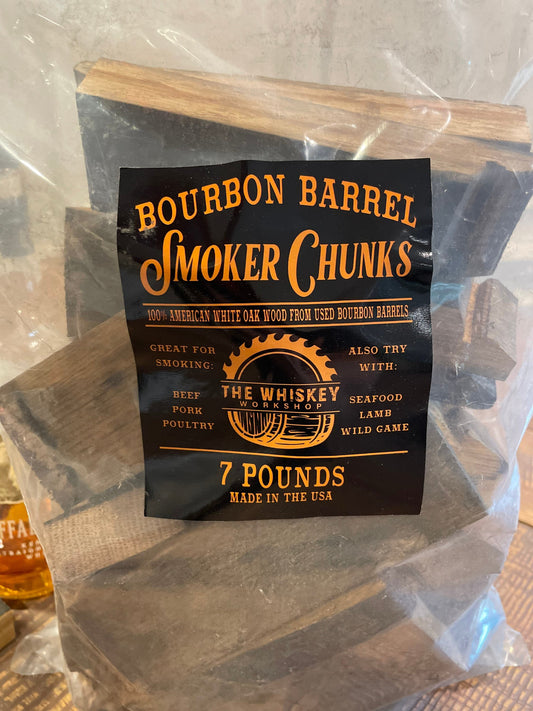 BOURBON BARREL
SMOKER CHUNKS
100% AMERICAN WHITE OAK WOOD FROM USED BOURBON BARRELS
GREAT FOR
SMOKING:
BEEF
PORK
POULTRY
THE WHISKEY
WORKSHOP
ALSO TRY
WITH:
SEAFOOD
LAMB
WILD GAME
7 POUNDS
MADE IN THE USA